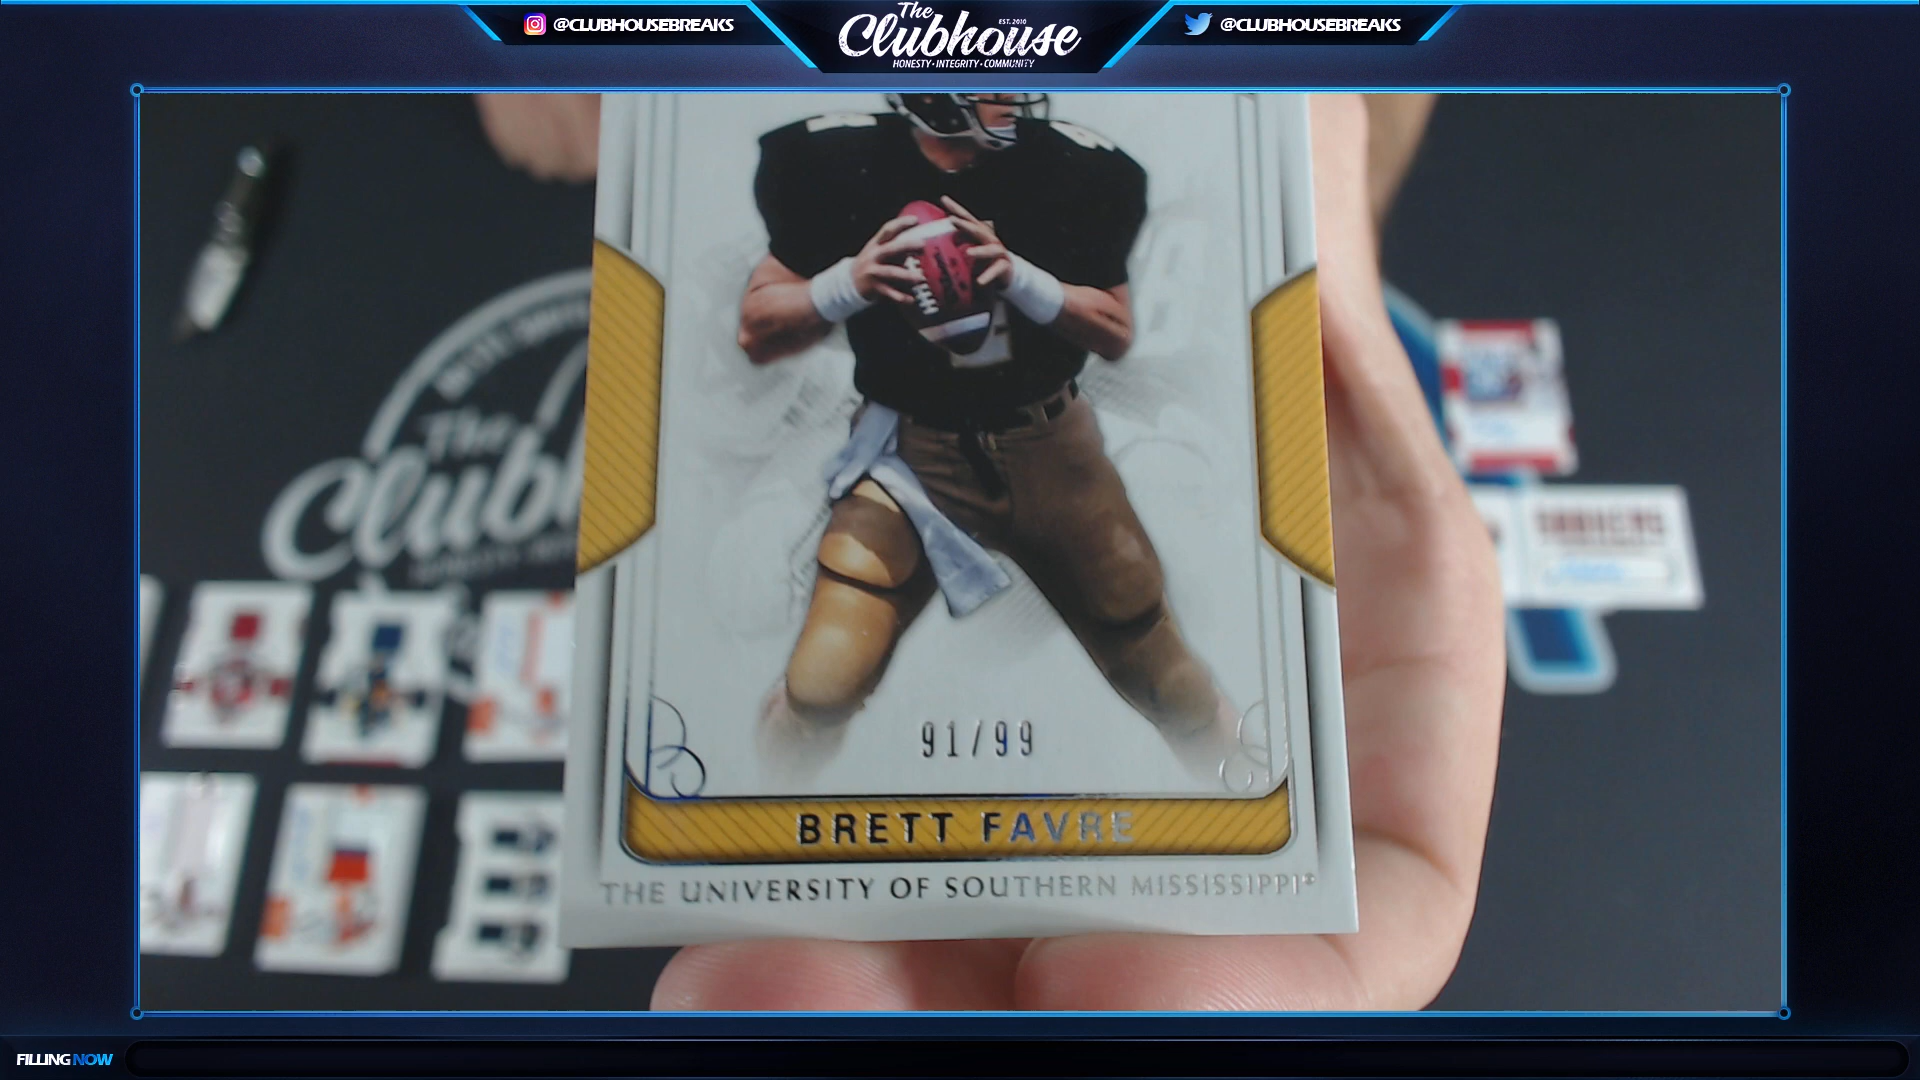 @CLUBHOUSEBREAKS
The
EST. 2010
Clubhouse
HONESTY • INTEGRITY • COMMUNITY
@CLUBHOUSEBREAKS
The
91/99
BRETT FAVRE
THE UNIVERSITY OF SOUTHERN MISSISSIPPI®
FILLING NOW